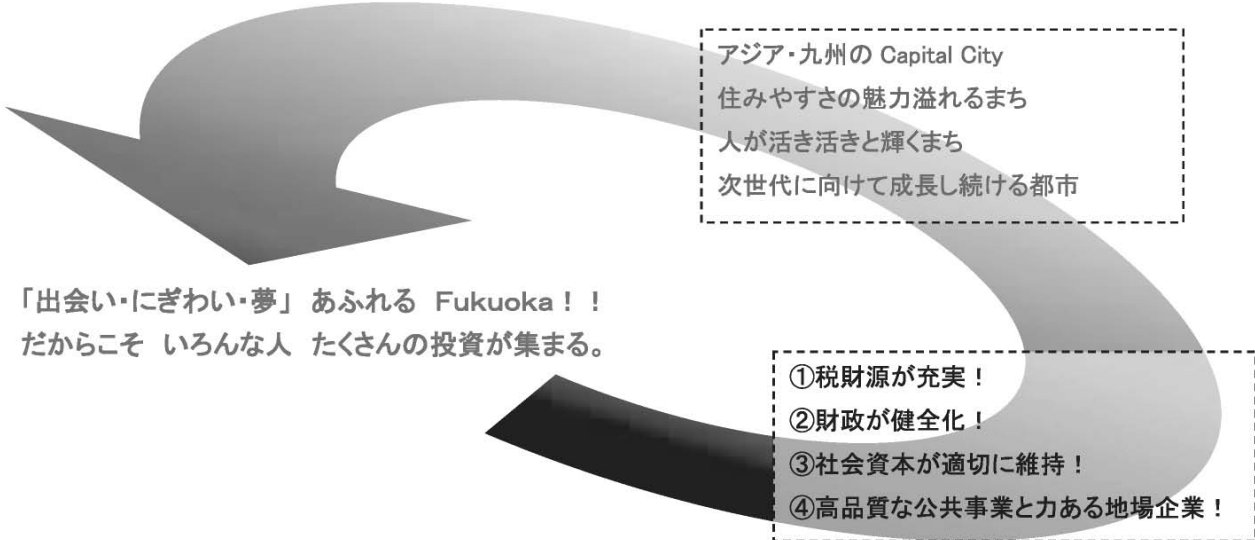 アジア・九州の Capital City
住みやすさの魅力溢れるまち
人が活き活きと輝くまち
次世代に向けて成長し続ける都市
「出会い・にぎわい・夢」 あふれる Fukuoka！！
だからこそ いろんな人 たくさんの投資が集まる。
①税財源が充実！
②財政が健全化！
③社会資本が適切に維持！
④高品質な公共事業と力ある地場企業！